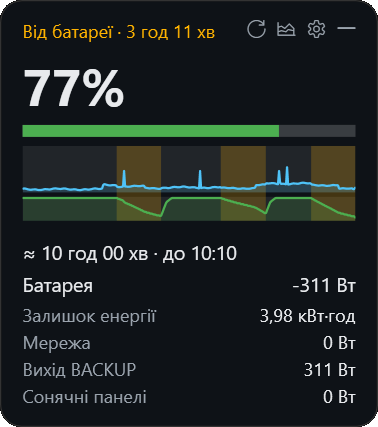 Від батареї · 3 год 11 хв
77%
≈ 10 год 00 хв · до 10:10
Батарея -311 Вт
Залишок енергії 3,98 кВт·год
Мережа 0 Вт
Вихід BACKUP 311 Вт
Сонячні панелі 0 Вт